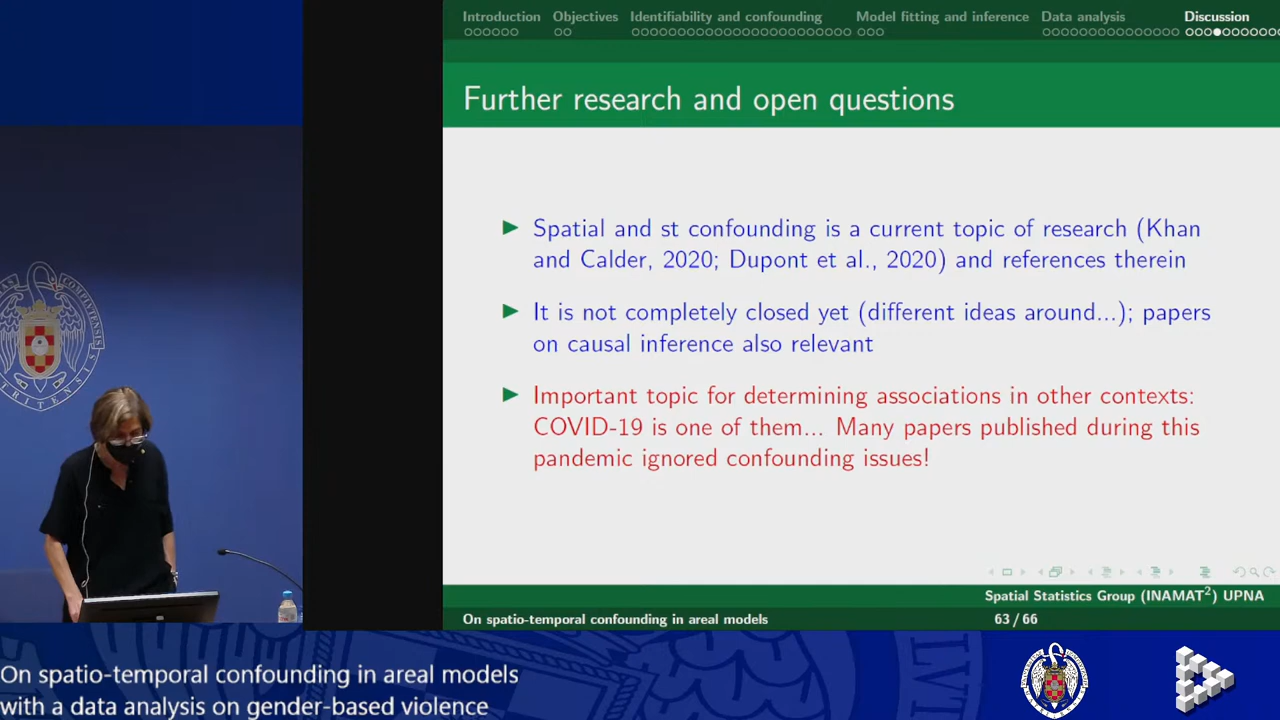 Introduction Objectives Identifiability and confounding Model fitting and inference Data analysis Discussion
Further research and open questions
Spatial and st confounding is a current topic of research (Khan
and Calder, 2020; Dupont et al., 2020) and references therein
It is not completely closed yet (different ideas around...); papers
on causal inference also relevant
Important topic for determining associations in other contexts:
COVID-19 is one of them... Many papers published during this
pandemic ignored confounding issues!
Spatial Statistics Group (INAMAT²) UPNA
On spatio-temporal confounding in areal models 63 / 66
On spatio-temporal confounding in areal models
with a data analysis on gender-based violence